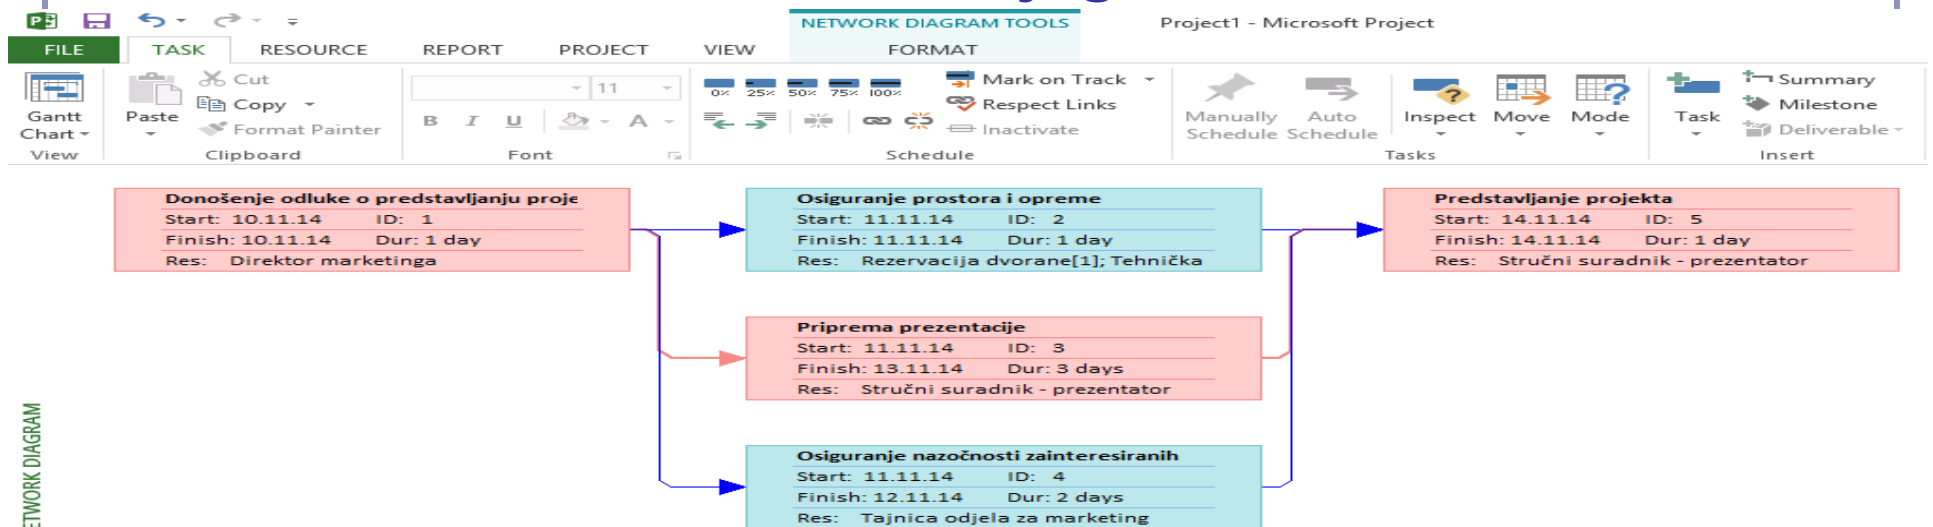 NETWORK DIAGRAM TOOLS Project1 - Microsoft Project
FILE TASK RESOURCE REPORT PROJECT VIEW FORMAT
Cut
Copy
Format Painter
Gantt Chart
Paste
View
Clipboard
11
B I U A
Font
0% 25% 50% 75% 100%
Mark on Track
Respect Links
Inactivate
Schedule
Manually Schedule
Auto Schedule
Inspect
Move
Mode
Tasks
Task
Summary
Milestone
Deliverable
Insert
Donošenje odluke o predstavljanju proje
Start: 10.11.14 ID: 1
Finish: 10.11.14 Dur: 1 day
Res: Direktor marketinga
Osiguranje prostora i opreme
Start: 11.11.14 ID: 2
Finish: 11.11.14 Dur: 1 day
Res: Rezervacija dvorane[1]; Tehnička
Predstavljanje projekta
Start: 14.11.14 ID: 5
Finish: 14.11.14 Dur: 1 day
Res: Stručni suradnik - prezentator
Priprema prezentacije
Start: 11.11.14 ID: 3
Finish: 13.11.14 Dur: 3 days
Res: Stručni suradnik - prezentator
Osiguranje nazočnosti zainteresiranih
Start: 11.11.14 ID: 4
Finish: 12.11.14 Dur: 2 days
Res: Tajnica odjela za marketing
ETWORK DIAGRAM